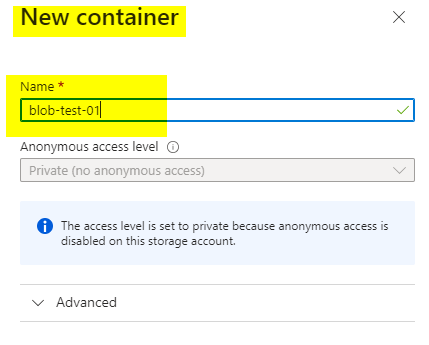 New container
Name *
blob-test-01
Anonymous access level
Private (no anonymous access)
The access level is set to private because anonymous access is
disabled on this storage account.
Advanced